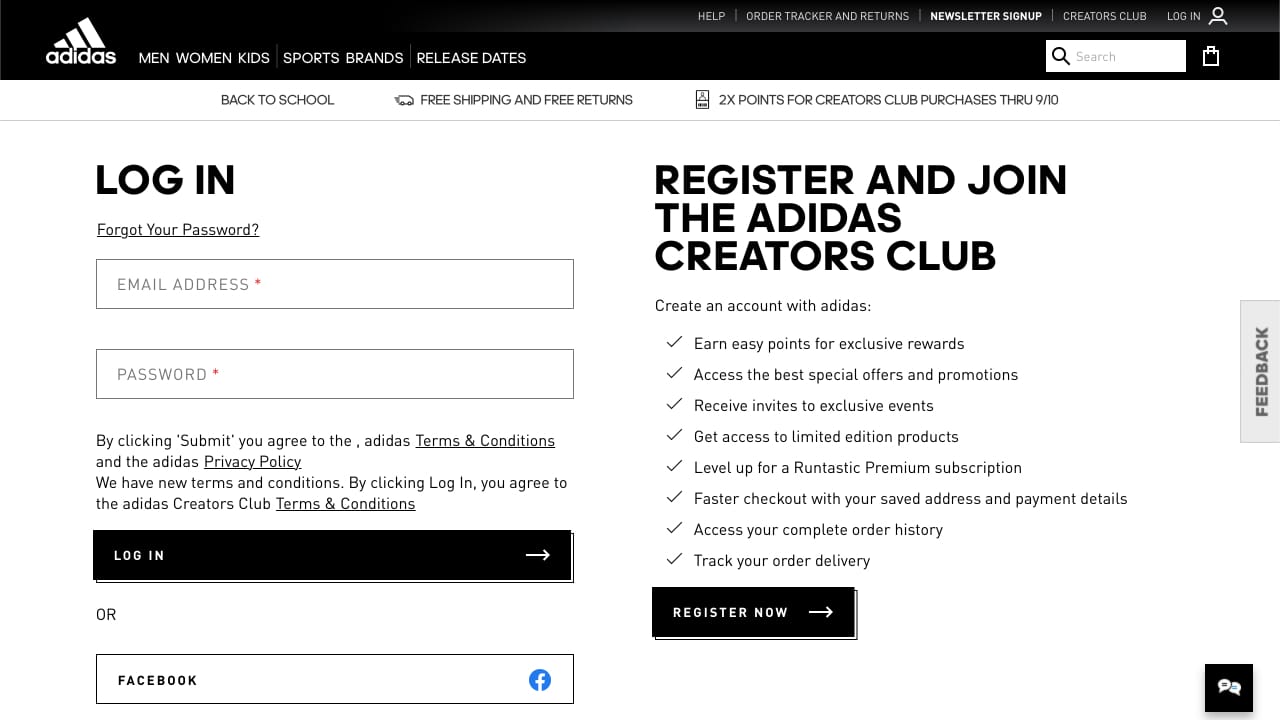 HELP ORDER TRACKER AND RETURNS NEWSLETTER SIGNUP CREATORS CLUB LOG IN
adidas
MEN WOMEN KIDS SPORTS BRANDS RELEASE DATES
Search
BACK TO SCHOOL FREE SHIPPING AND FREE RETURNS 2X POINTS FOR CREATORS CLUB PURCHASES THRU 9/10
LOG IN
Forgot Your Password?
EMAIL ADDRESS *
PASSWORD *
By clicking 'Submit' you agree to the , adidas Terms & Conditions
and the adidas Privacy Policy
We have new terms and conditions. By clicking Log In, you agree to
the adidas Creators Club Terms & Conditions
LOG IN
OR
FACEBOOK
REGISTER AND JOIN
THE ADIDAS
CREATORS CLUB
Create an account with adidas:
Earn easy points for exclusive rewards
Access the best special offers and promotions
Receive invites to exclusive events
Get access to limited edition products
Level up for a Runtastic Premium subscription
Faster checkout with your saved address and payment details
Access your complete order history
Track your order delivery
REGISTER NOW
FEEDBACK